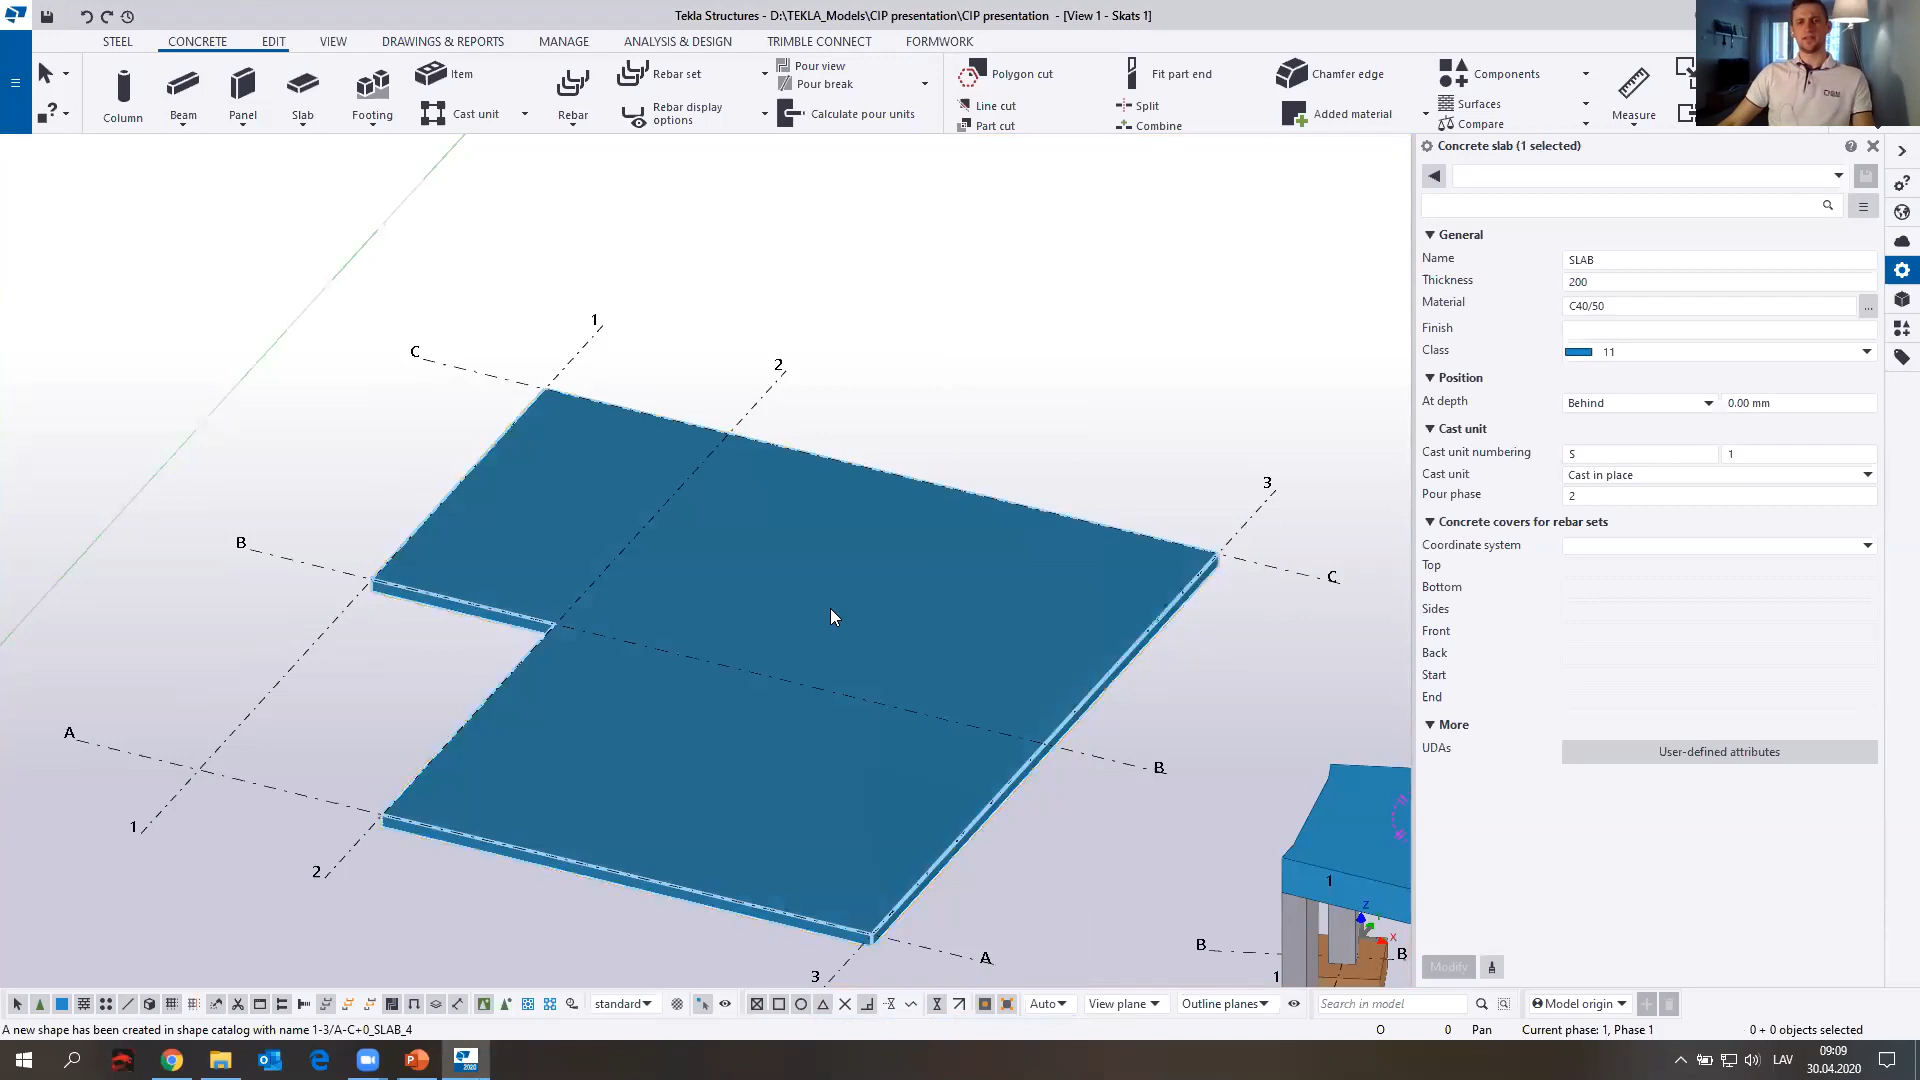 Tekla Structures - D:\TEKLA_Models\CIP presentation\CIP presentation - [View 1 - Skats 1]
STEEL CONCRETE EDIT VIEW DRAWINGS & REPORTS MANAGE ANALYSIS & DESIGN TRIMBLE CONNECT FORMWORK
Column
Beam
Panel
Slab
Footing
Item
Cast unit
Rebar
Rebar set
Rebar display
options
Pour view
Pour break
Calculate pour units
Polygon cut
Line cut
Part cut
Fit part end
Split
Combine
Chamfer edge
Added material
Components
Surfaces
Compare
Measure
Concrete slab (1 selected)
General
Name SLAB
Thickness 200
Material C40/50 ...
Finish
Class 11
Position
At depth Behind 0.00 mm
Cast unit
Cast unit numbering S 1
Cast unit Cast in place
Pour phase 2
Concrete covers for rebar sets
Coordinate system
Top
Bottom
Sides
Front
Back
Start
End
More
UDAs User-defined attributes
Modify
1
C
2
3
B
C
A
B
1
2
A
3
1
Z
X
B
B
1
standard
Auto
View plane
Outline planes
Search in model
Model origin
A new shape has been created in shape catalog with name 1-3/A-C+0_SLAB_4
O 0 Pan Current phase: 1, Phase 1 0 + 0 objects selected
2020
LAV
09:09
30.04.2020